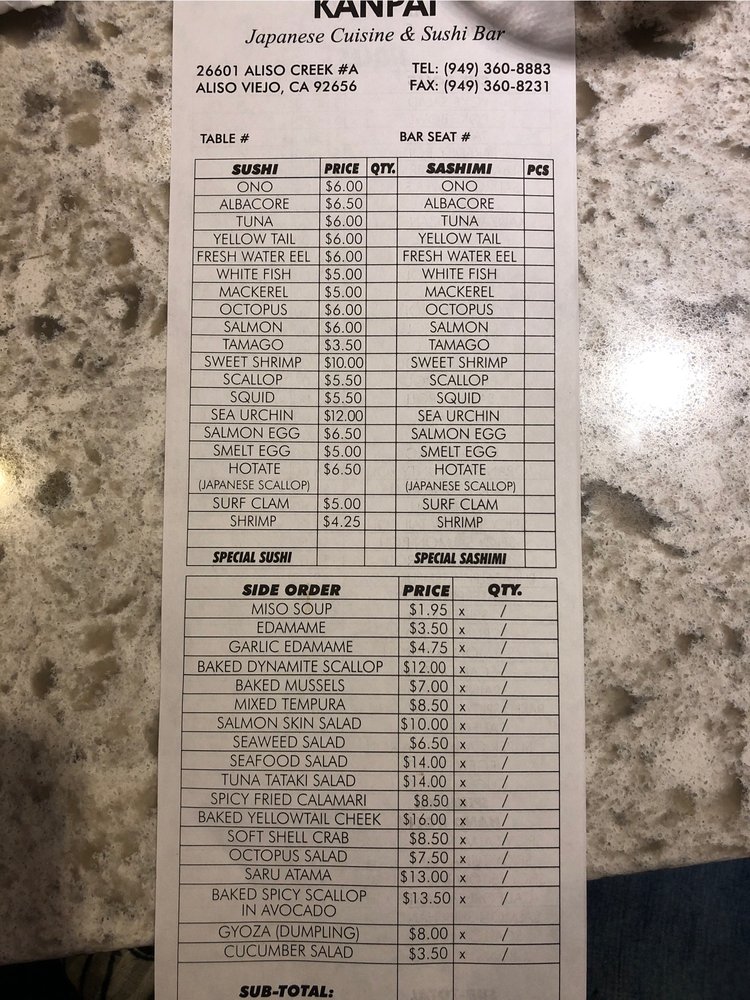 KANPAI
Japanese Cuisine & Sushi Bar
26601 ALISO CREEK #A TEL: (949) 360-8883
ALISO VIEJO, CA 92656 FAX: (949) 360-8231
TABLE # BAR SEAT #
SUSHI PRICE QTY. SASHIMI PCS
ONO $6.00 ONO
ALBACORE $6.50 ALBACORE
TUNA $6.00 TUNA
YELLOW TAIL $6.00 YELLOW TAIL
FRESH WATER EEL $6.00 FRESH WATER EEL
WHITE FISH $5.00 WHITE FISH
MACKEREL $5.00 MACKEREL
OCTOPUS $6.00 OCTOPUS
SALMON $6.00 SALMON
TAMAGO $3.50 TAMAGO
SWEET SHRIMP $10.00 SWEET SHRIMP
SCALLOP $5.50 SCALLOP
SQUID $5.50 SQUID
SEA URCHIN $12.00 SEA URCHIN
SALMON EGG $6.50 SALMON EGG
SMELT EGG $5.00 SMELT EGG
HOTATE $6.50 HOTATE
(JAPANESE SCALLOP) (JAPANESE SCALLOP)
SURF CLAM $5.00 SURF CLAM
SHRIMP $4.25 SHRIMP
SPECIAL SUSHI SPECIAL SASHIMI
SIDE ORDER PRICE QTY.
MISO SOUP $1.95 x /
EDAMAME $3.50 x /
GARLIC EDAMAME $4.75 x /
BAKED DYNAMITE SCALLOP $12.00 x /
BAKED MUSSELS $7.00 x /
MIXED TEMPURA $8.50 x /
SALMON SKIN SALAD $10.00 x /
SEAWEED SALAD $6.50 x /
SEAFOOD SALAD $14.00 x /
TUNA TATAKI SALAD $14.00 x /
SPICY FRIED CALAMARI $8.50 x /
BAKED YELLOWTAIL CHEEK $16.00 x /
SOFT SHELL CRAB $8.50 x /
OCTOPUS SALAD $7.50 x /
SARU ATAMA $13.00 x /
BAKED SPICY SCALLOP $13.50 x /
IN AVOCADO
GYOZA (DUMPLING) $8.00 x /
CUCUMBER SALAD $3.50 x /
SUB-TOTAL: